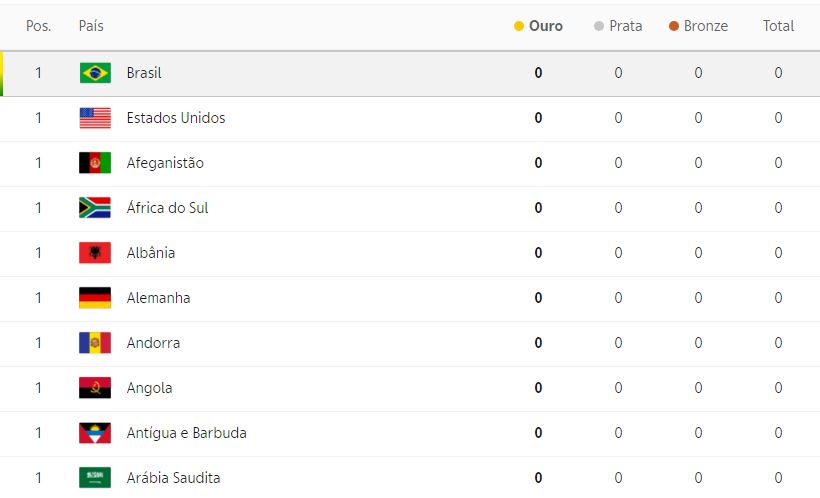 Pos. País Ouro Prata Bronze Total
1 Brasil 0 0 0 0
1 Estados Unidos 0 0 0 0
1 Afeganistão 0 0 0 0
1 África do Sul 0 0 0 0
1 Albânia 0 0 0 0
1 Alemanha 0 0 0 0
1 Andorra 0 0 0 0
1 Angola 0 0 0 0
1 Antígua e Barbuda 0 0 0 0
1 Arábia Saudita 0 0 0 0